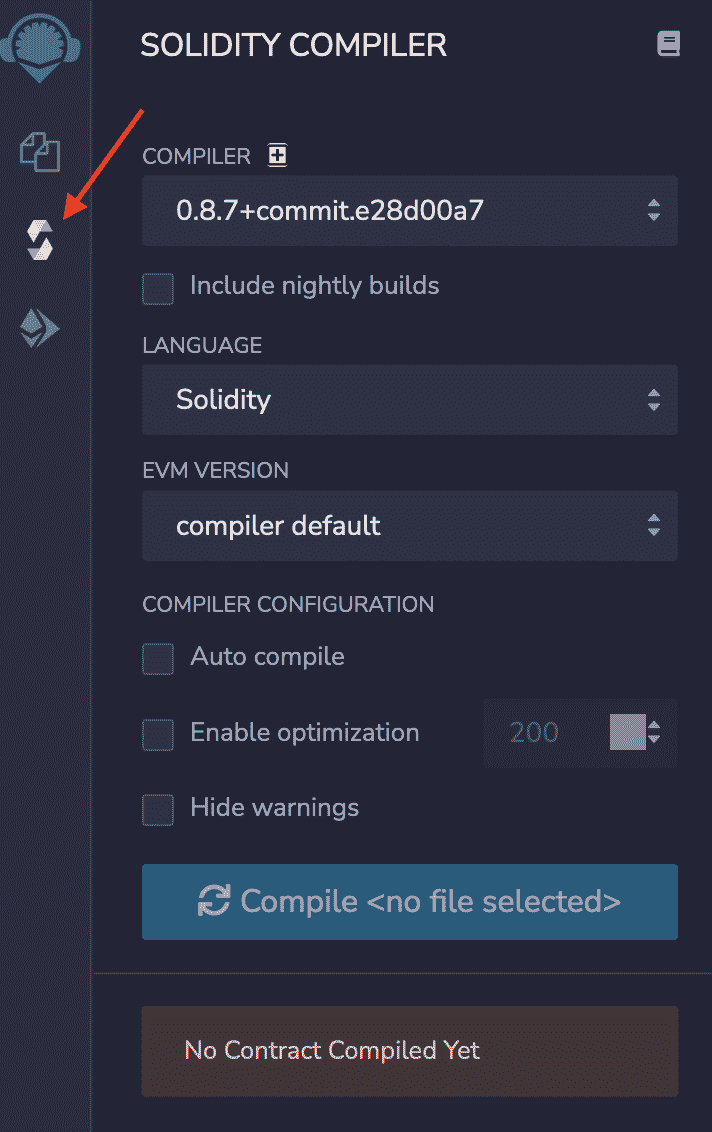 SOLIDITY COMPILER
COMPILER
0.8.7+commit.e28d00a7
Include nightly builds
LANGUAGE
Solidity
EVM VERSION
compiler default
COMPILER CONFIGURATION
Auto compile
Enable optimization 200
Hide warnings
Compile <no file selected>
No Contract Compiled Yet